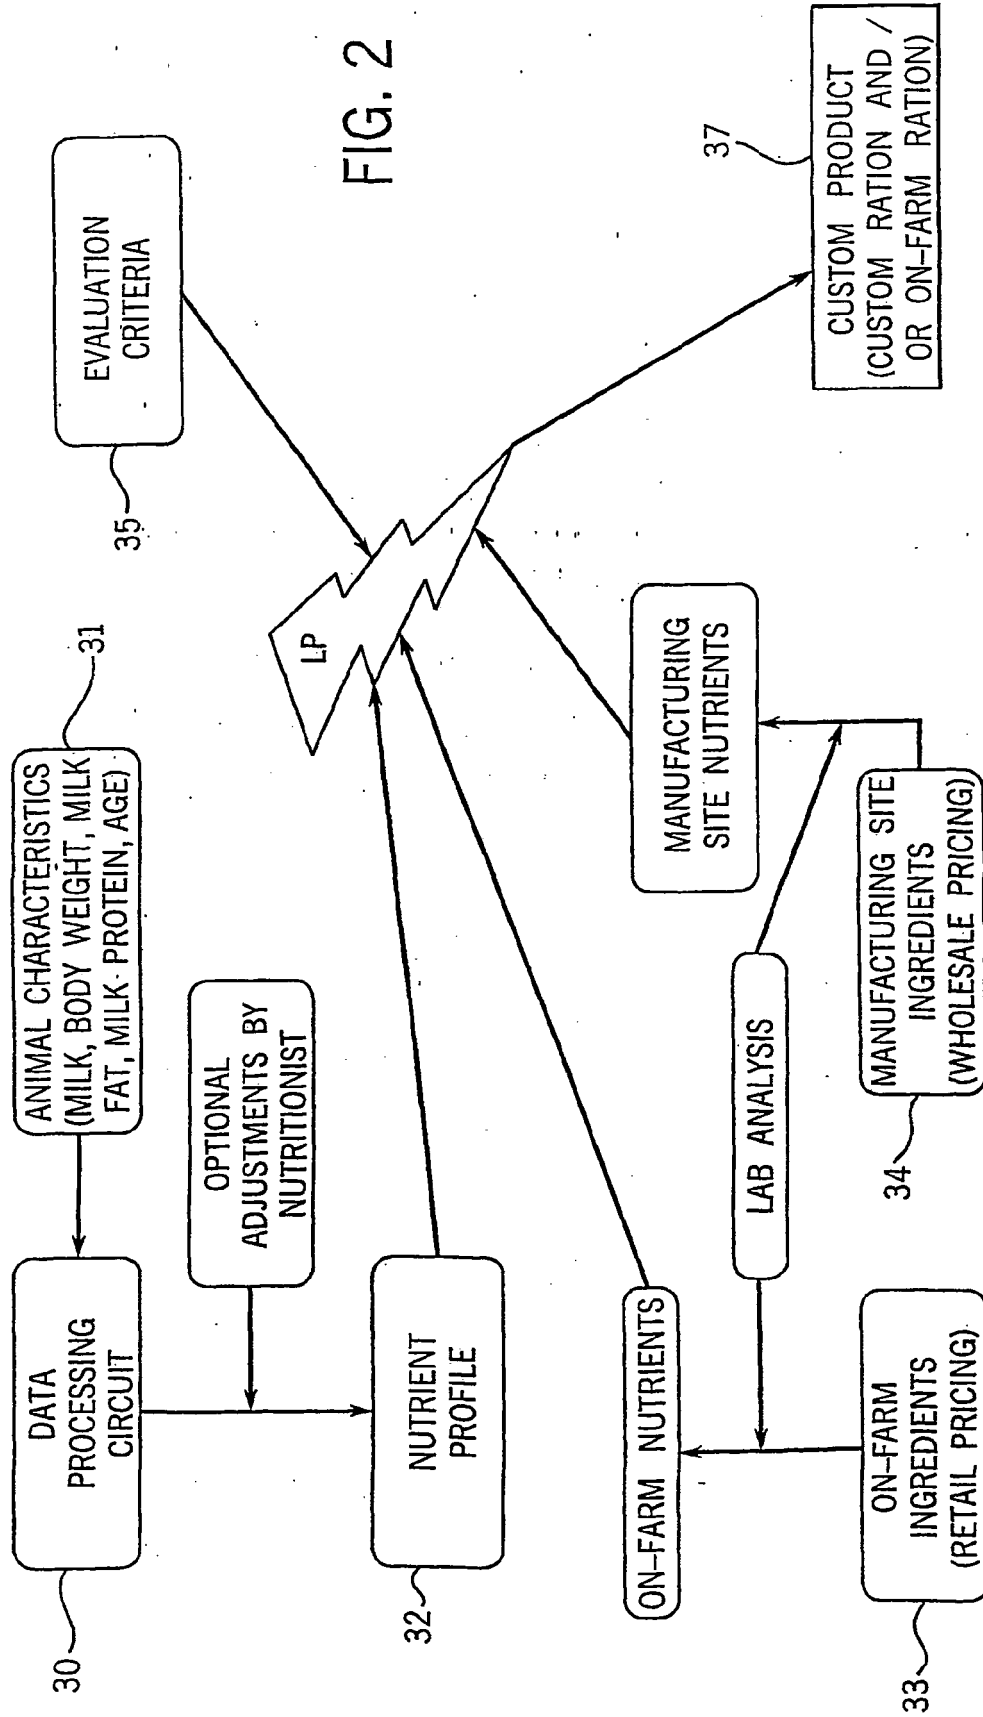 30
DATA
PROCESSING
CIRCUIT
ANIMAL CHARACTERISTICS
(MILK, BODY WEIGHT, MILK
FAT, MILK PROTEIN, AGE)
31
OPTIONAL
ADJUSTMENTS BY
NUTRITIONIST
32
NUTRIENT
PROFILE
35
EVALUATION
CRITERIA
LP
FIG. 2
ON-FARM NUTRIENTS
MANUFACTURING
SITE NUTRIENTS
LAB ANALYSIS
33
ON-FARM
INGREDIENTS
(RETAIL PRICING)
34
MANUFACTURING SITE
INGREDIENTS
(WHOLESALE PRICING)
37
CUSTOM PRODUCT
(CUSTOM RATION AND /
OR ON-FARM RATION)